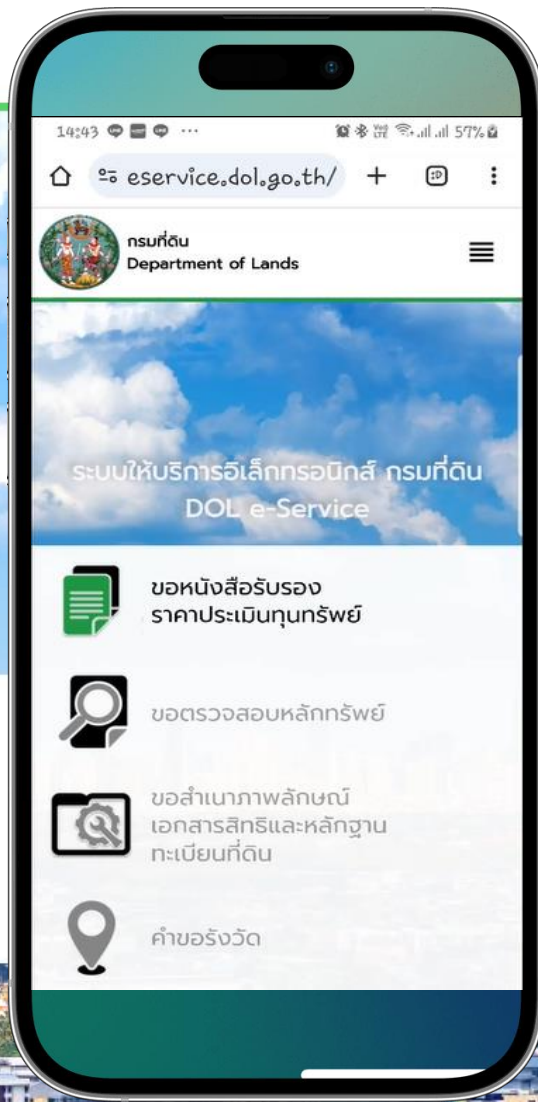 14:43 ... 57%
eservice.dol.go.th/
กรมที่ดิน
Department of Lands
ระบบให้บริการอิเล็กทรอนิกส์ กรมที่ดิน
DOL e-Service
ขอหนังสือรับรอง
ราคาประเมินทุนทรัพย์
ขอตรวจสอบหลักทรัพย์
ขอสำเนาภาพลักษณ์
เอกสารสิทธิและหลักฐาน
ทะเบียนที่ดิน
คำขอรังวัด